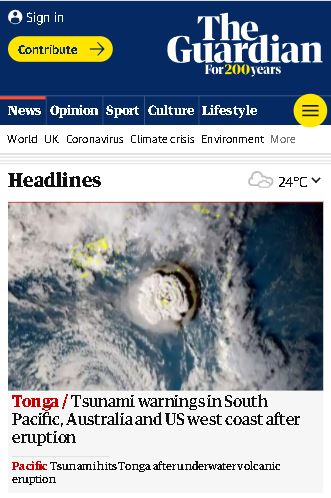 Sign in
Contribute
The
Guardian
For 200 years
News Opinion Sport Culture Lifestyle
World UK Coronavirus Climate crisis Environment More
Headlines
24°C
Tonga / Tsunami warnings in South
Pacific, Australia and US west coast after
eruption
Pacific Tsunami hits Tonga after underwater volcanic
eruption